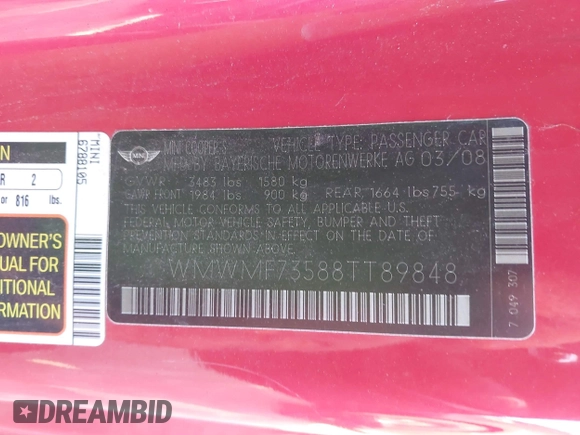 MINI COOPER S VEHICLE TYPE: PASSENGER CAR
BY BAYERISCHE MOTORENWERKE AG 03/08
GVWR: 3483 lbs 1580 kg
GAWR FRONT: 1984 lbs 900 kg REAR: 1664 lbs 755 kg
THIS VEHICLE CONFORMS TO ALL APPLICABLE U.S.
FEDERAL MOTOR VEHICLE SAFETY, BUMPER AND THEFT
PREVENTION STANDARDS IN EFFECT ON THE DATE OF
MANUFACTURE SHOWN ABOVE.
WMWMF73588TT89848
7 049 307
MINI
MINI
6780105
N
R 2
or 816 lbs.
OWNER'S
UAL FOR
ITIONAL
MATION
DREAMBID